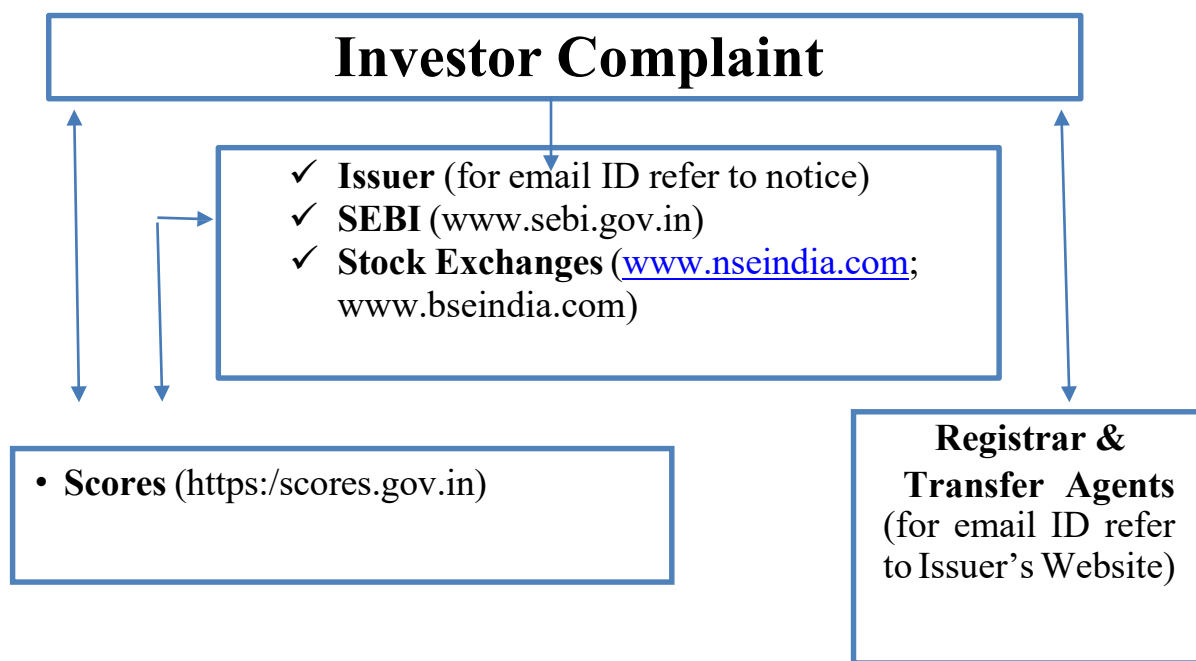 Investor Complaint
✓ Issuer (for email ID refer to notice)
✓ SEBI (www.sebi.gov.in)
✓ Stock Exchanges (www.nseindia.com;
www.bseindia.com)
• Scores (https:/scores.gov.in)
Registrar &
Transfer Agents
(for email ID refer
to Issuer’s Website)